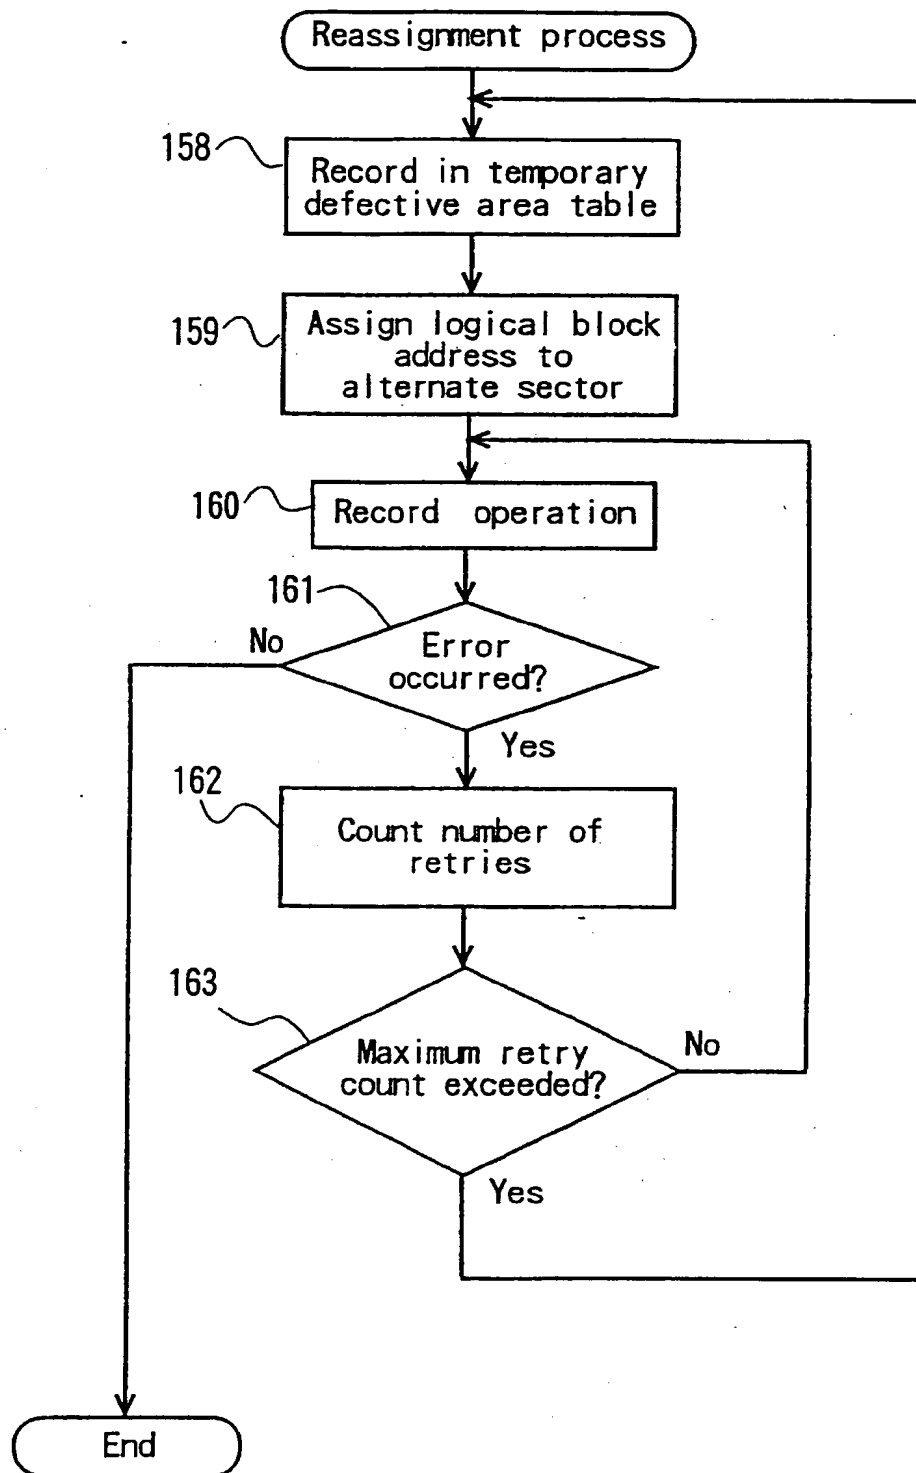 Reassignment process
158
Record in temporary
defective area table
159
Assign logical block
address to
alternate sector
160
Record operation
161
No
Error
occurred?
Yes
162
Count number of
retries
163
Maximum retry
count exceeded?
No
Yes
End